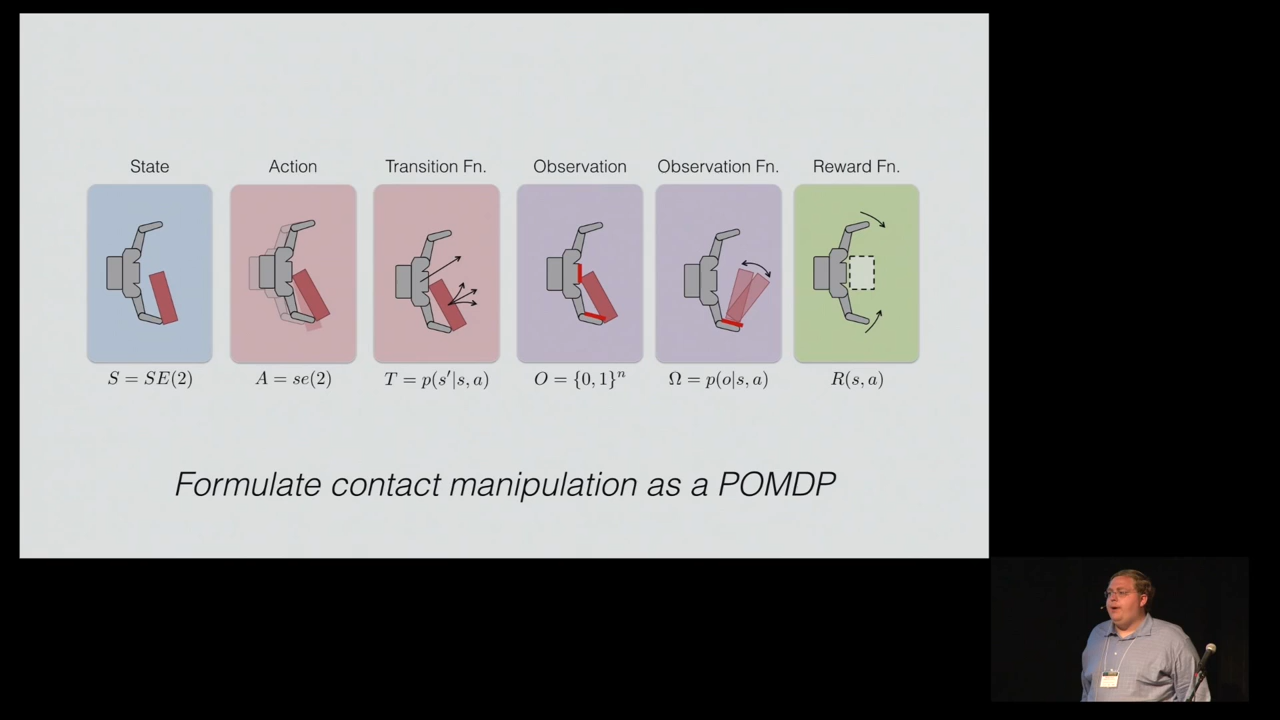 State Action Transition Fn. Observation Observation Fn. Reward Fn.
S = SE(2) A = se(2) T = p(s'|s, a) O = {0, 1}ⁿ Ω = p(o|s, a) R(s, a)
Formulate contact manipulation as a POMDP